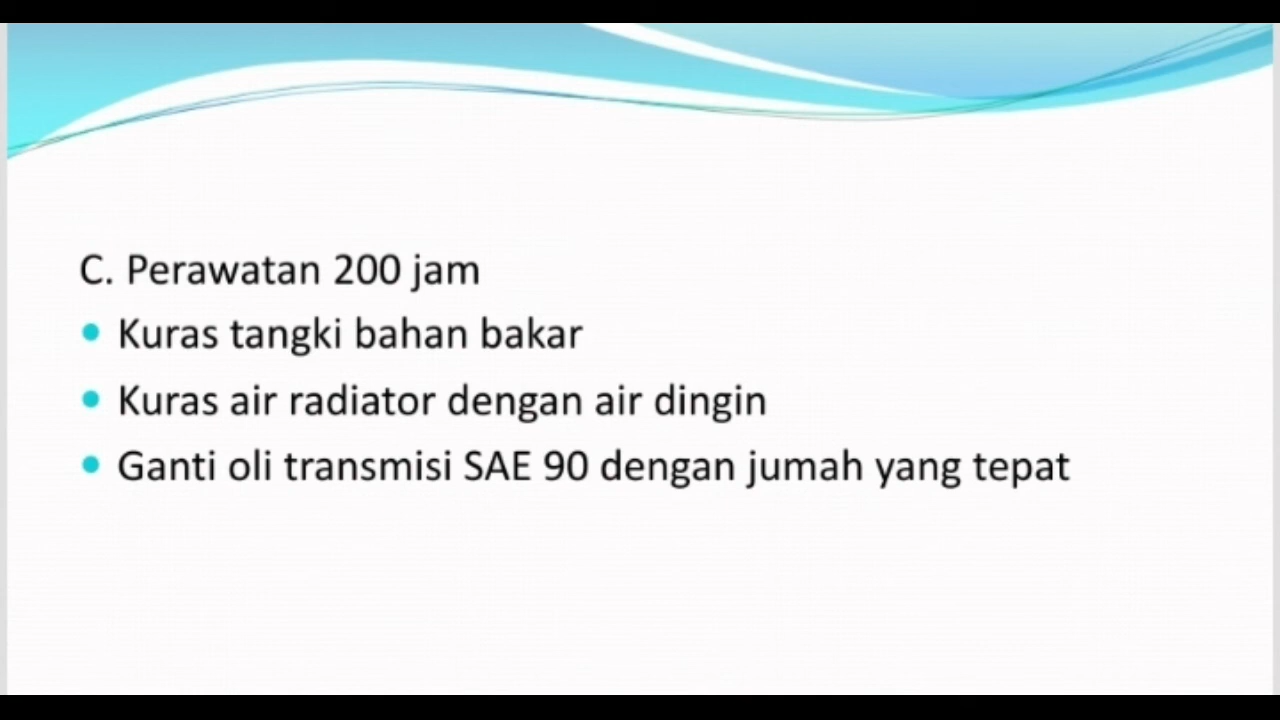 C. Perawatan 200 jam
• Kuras tangki bahan bakar
• Kuras air radiator dengan air dingin
• Ganti oli transmisi SAE 90 dengan jumah yang tepat